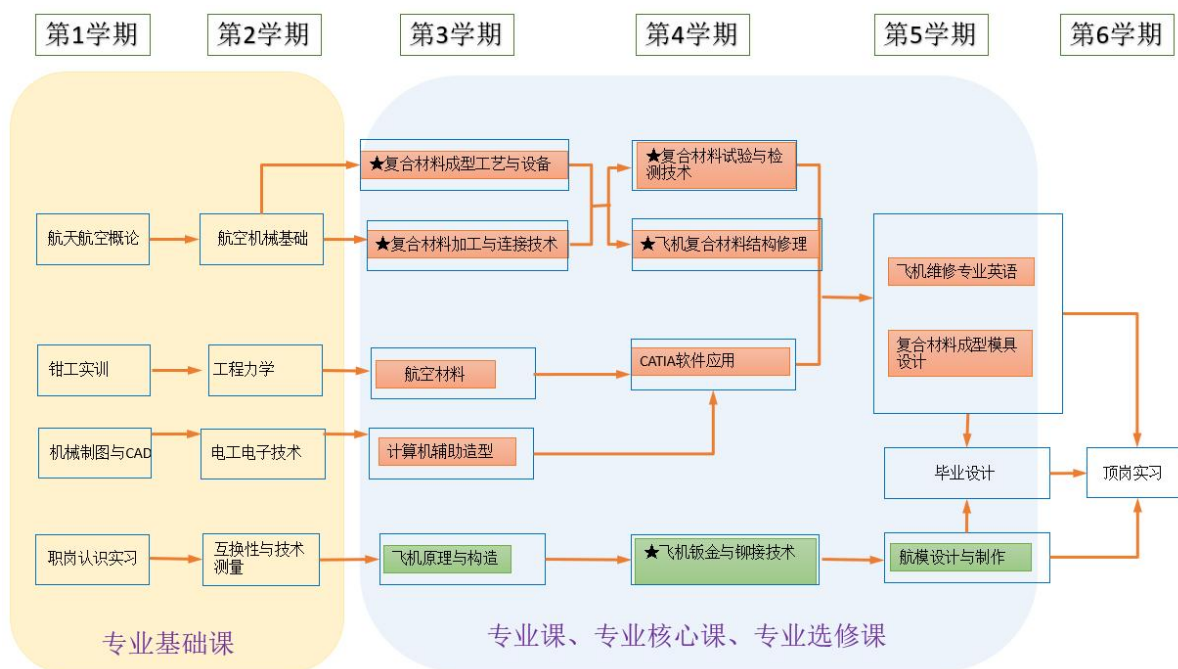 第1学期
第2学期
第3学期
第4学期
第5学期
第6学期
★复合材料成型工艺与设备
★复合材料试验与检
测技术
航天航空概论
航空机械基础
★复合材料加工与连接技术
★飞机复合材料结构修理
飞机维修专业英语
复合材料成型模具
设计
钳工实训
工程力学
航空材料
CATIA软件应用
机械制图与CAD
电工电子技术
计算机辅助造型
毕业设计
顶岗实习
职岗认识实习
互换性与技术
测量
飞机原理与构造
★飞机钣金与铆接技术
航模设计与制作
专业基础课
专业课、专业核心课、专业选修课